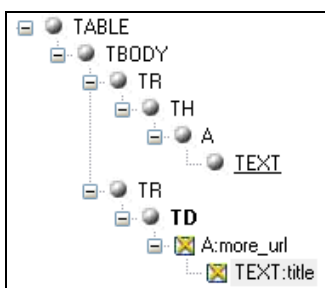 TABLE
TBODY
TR
TH
A
TEXT
TR
TD
A:more_url
TEXT:title